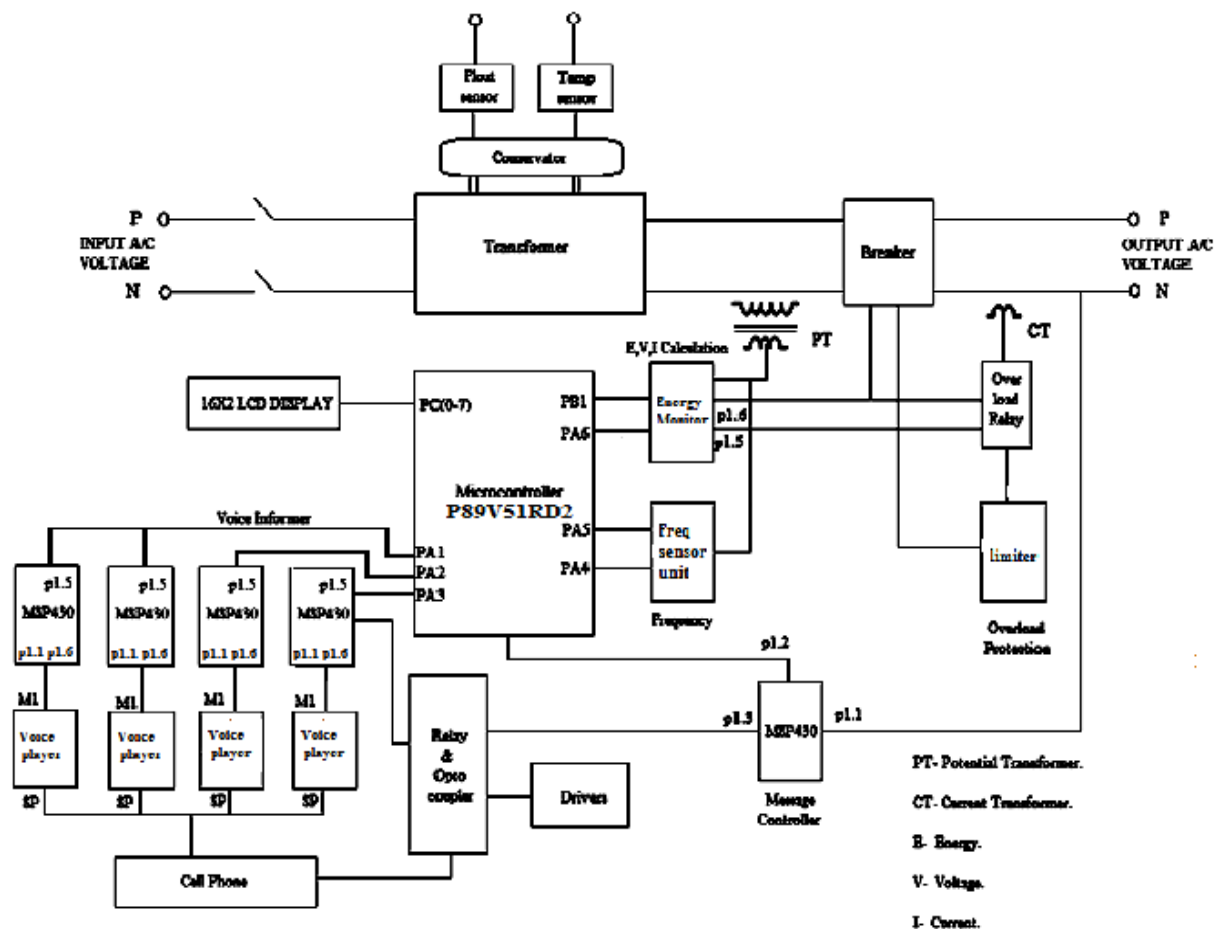 Float
sensor
Temp
sensor
Conservator
P
INPUT A/C
VOLTAGE
N
Transformer
Breaker
P
OUTPUT A/C
VOLTAGE
N
PT
CT
E,V,I Calculation
16X2 LCD DISPLAY
PC(0-7)
PB1
PA6
Energy
Monitor
p1.6
p1.5
Over
load
Relay
Microcontroller
P89V51RD2
PA5
PA4
Freq
sensor
unit
Frequency
limiter
Overload
Protection
Voice Informer
PA1
PA2
PA3
p1.5
MSP430
p1.1 p1.6
p1.5
MSP430
p1.1 p1.6
p1.5
MSP430
p1.1 p1.6
p1.5
MSP430
p1.1 p1.6
M1
M1
M1
M1
Voice
player
Voice
player
Voice
player
Voice
player
SP
SP
SP
SP
Cell Phone
Relay
&
Opto
coupler
Drivers
p1.2
p1.3
MSP430
p1.1
Message
Controller
PT- Potential Transformer.
CT- Current Transformer.
E- Energy.
V- Voltage.
I- Current.